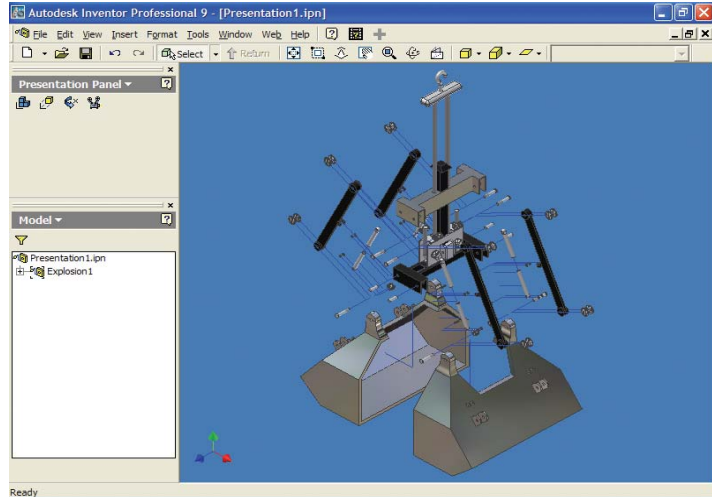 Autodesk Inventor Professional 9 - [Presentation1.ipn]
File Edit View Insert Format Tools Window Web Help
Select Return
Presentation Panel
Model
Presentation1.ipn
Explosion1
Ready